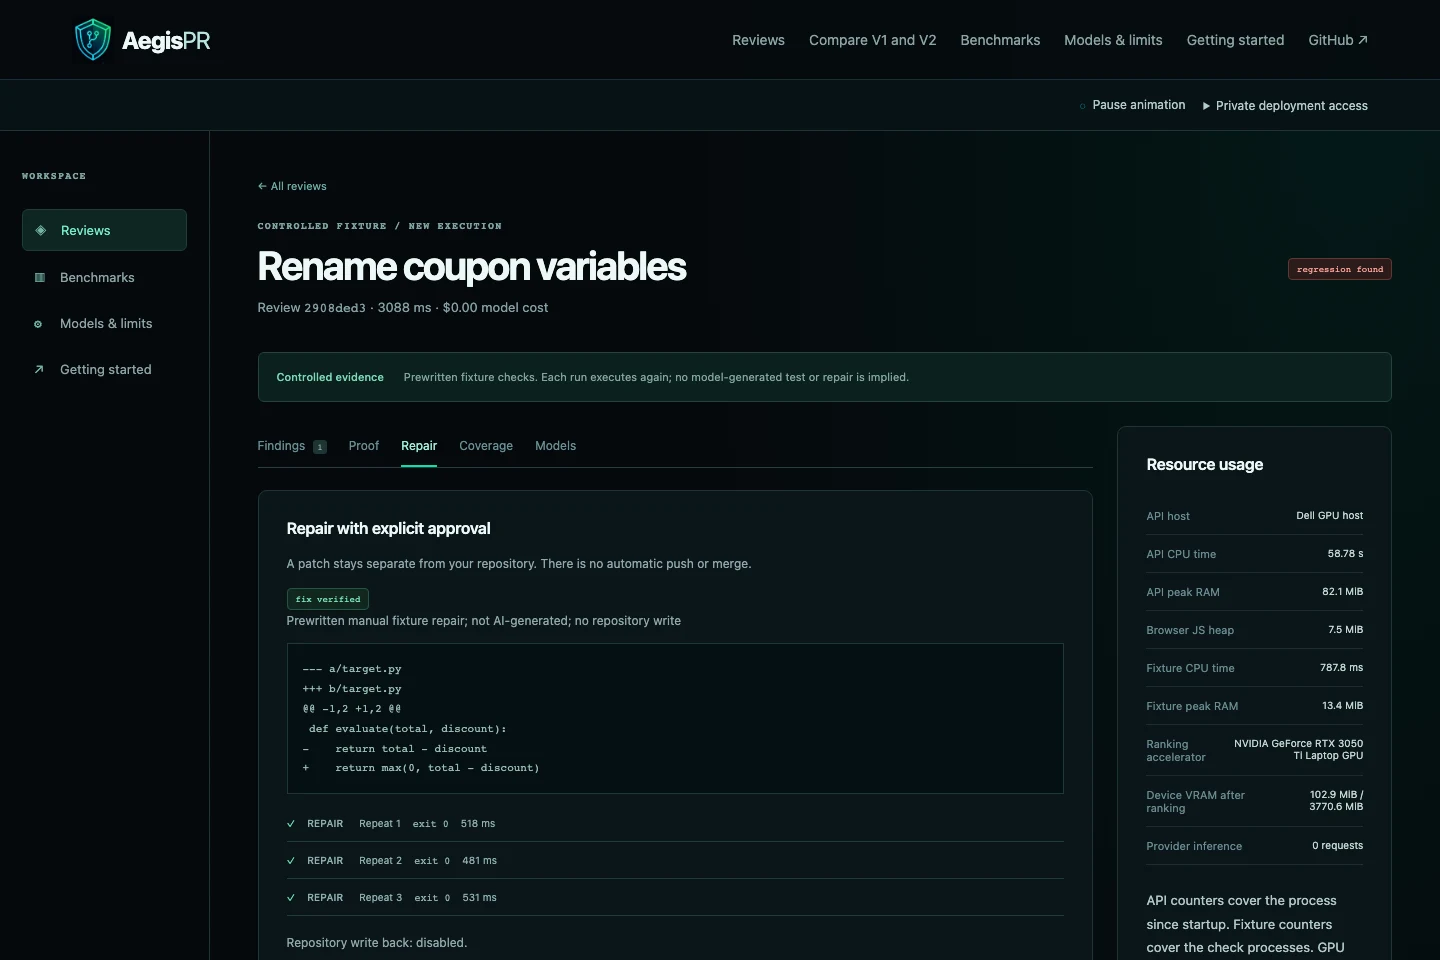 AegisPR
Reviews
Compare V1 and V2
Benchmarks
Models & limits
Getting started
GitHub ↗
Pause animation
▶ Private deployment access
WORKSPACE
Reviews
Benchmarks
Models & limits
Getting started
← All reviews
CONTROLLED FIXTURE / NEW EXECUTION
Rename coupon variables
regression found
Review 2908ded3 · 3088 ms · $0.00 model cost
Controlled evidence
Prewritten fixture checks. Each run executes again; no model-generated test or repair is implied.
Findings 1
Proof
Repair
Coverage
Models
Repair with explicit approval
A patch stays separate from your repository. There is no automatic push or merge.
fix verified
Prewritten manual fixture repair; not AI-generated; no repository write
--- a/target.py
+++ b/target.py
@@ -1,2 +1,2 @@
 def evaluate(total, discount):
-    return total - discount
+    return max(0, total - discount)
✓ REPAIR Repeat 1 exit 0 518 ms
✓ REPAIR Repeat 2 exit 0 481 ms
✓ REPAIR Repeat 3 exit 0 531 ms
Repository write back: disabled.
Resource usage
API host Dell GPU host
API CPU time 58.78 s
API peak RAM 82.1 MiB
Browser JS heap 7.5 MiB
Fixture CPU time 787.8 ms
Fixture peak RAM 13.4 MiB
Ranking accelerator NVIDIA GeForce RTX 3050 Ti Laptop GPU
Device VRAM after ranking 102.9 MiB / 3770.6 MiB
Provider inference 0 requests
API counters cover the process
since startup. Fixture counters
cover the check processes. GPU